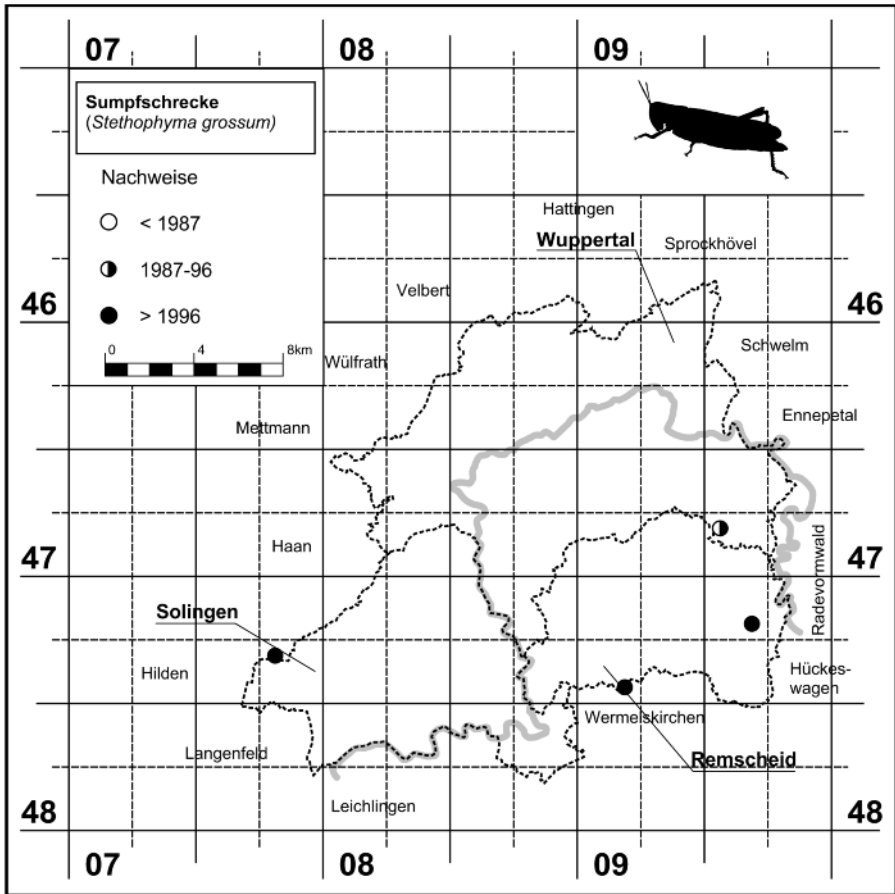 07 08 09
Sumpfschrecke
(Stethophyma grossum)
Nachweise
< 1987
1987-96
> 1996
0 4 8km
Hattingen
Wuppertal
Sprockhövel
Velbert
46 46
Wülfrath
Schwelm
Mettmann
Ennepetal
Haan
47 47
Radevormwald
Solingen
Hilden
Hückes-
wagen
Wermelskirchen
Langenfeld
Remscheid
Leichlingen
48 48
07 08 09